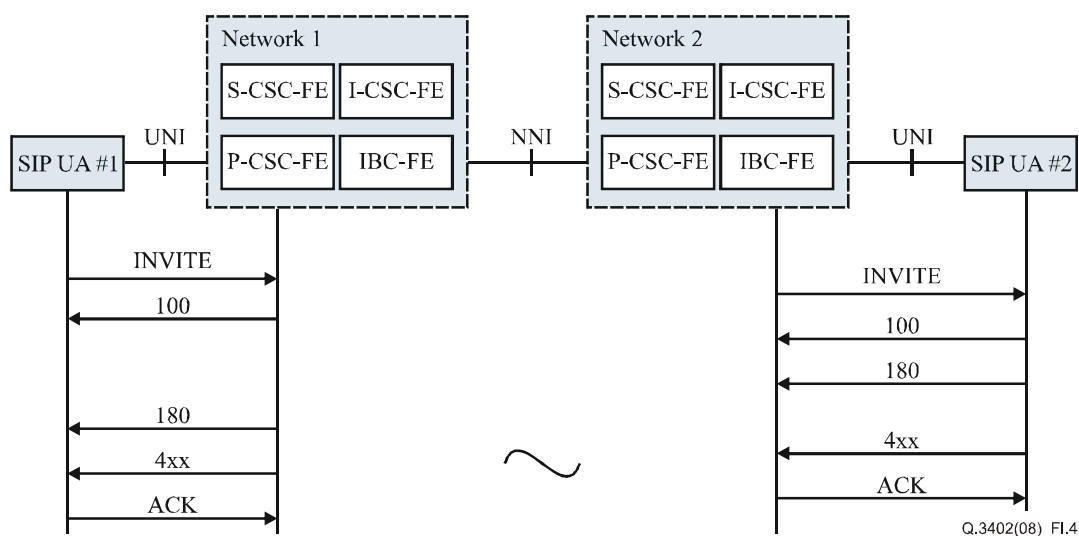 Network 1
Network 2
S-CSC-FE
I-CSC-FE
S-CSC-FE
I-CSC-FE
SIP UA #1
UNI
P-CSC-FE
IBC-FE
NNI
P-CSC-FE
IBC-FE
UNI
SIP UA #2
INVITE
INVITE
100
100
180
180
4xx
4xx
ACK
ACK
Q.3402(08)_FI.4